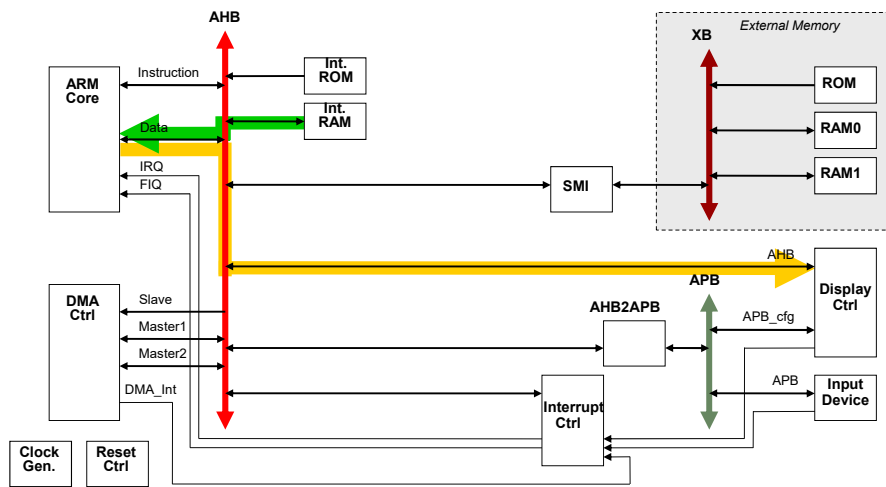 AHB
External Memory
XB
ARM
Core
Instruction
Int.
ROM
ROM
Int.
RAM
Data
RAM0
IRQ
FIQ
SMI
RAM1
AHB
APB
DMA
Ctrl
Slave
Display
Ctrl
AHB2APB
Master1
APB_cfg
Master2
DMA_Int
APB
Input
Device
Interrupt
Ctrl
Clock
Gen.
Reset
Ctrl